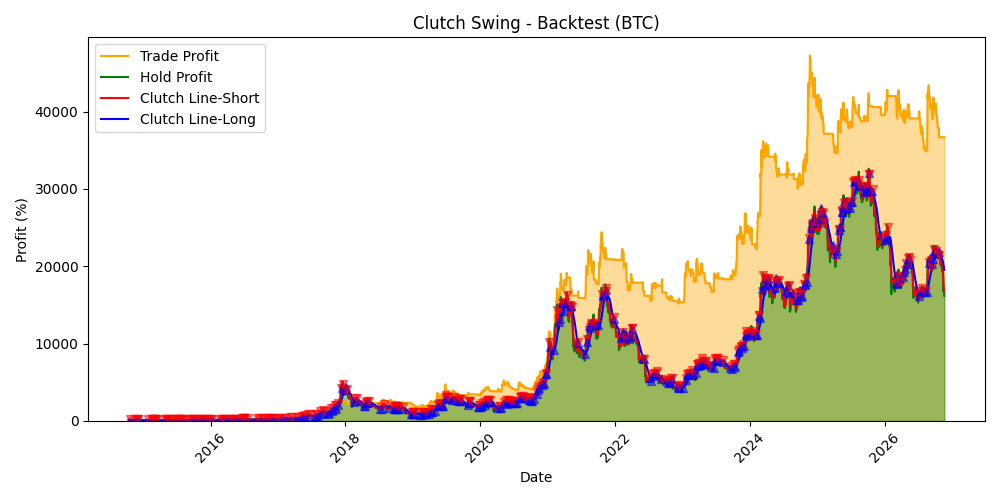 Clutch Swing - Backtest (BTC)
Trade Profit
Hold Profit
Clutch Line-Short
Clutch Line-Long
Profit (%)
40000
30000
20000
10000
0
2016
2018
2020
2022
2024
2026
Date